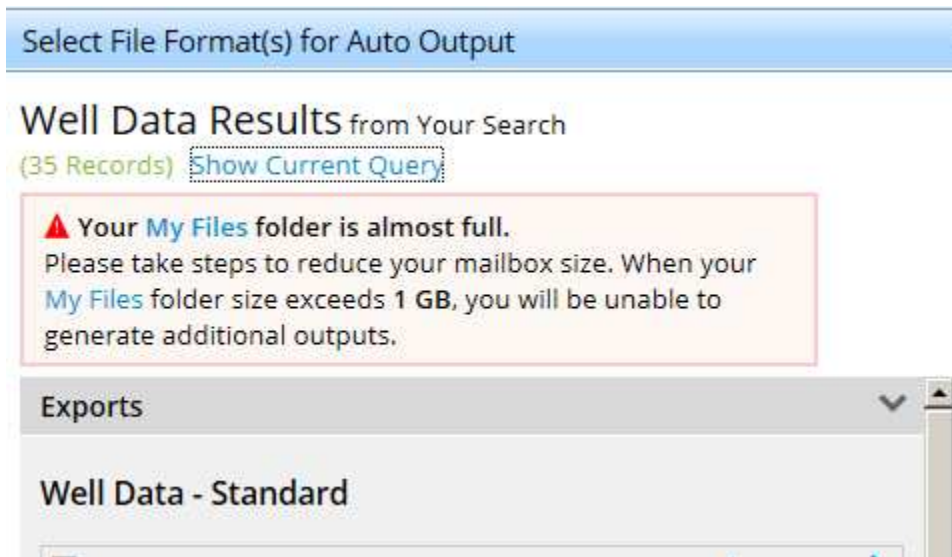 Select File Format(s) for Auto Output
Well Data Results from Your Search
(35 Records) Show Current Query
Your My Files folder is almost full.
Please take steps to reduce your mailbox size. When your
My Files folder size exceeds 1 GB, you will be unable to
generate additional outputs.
Exports
Well Data - Standard